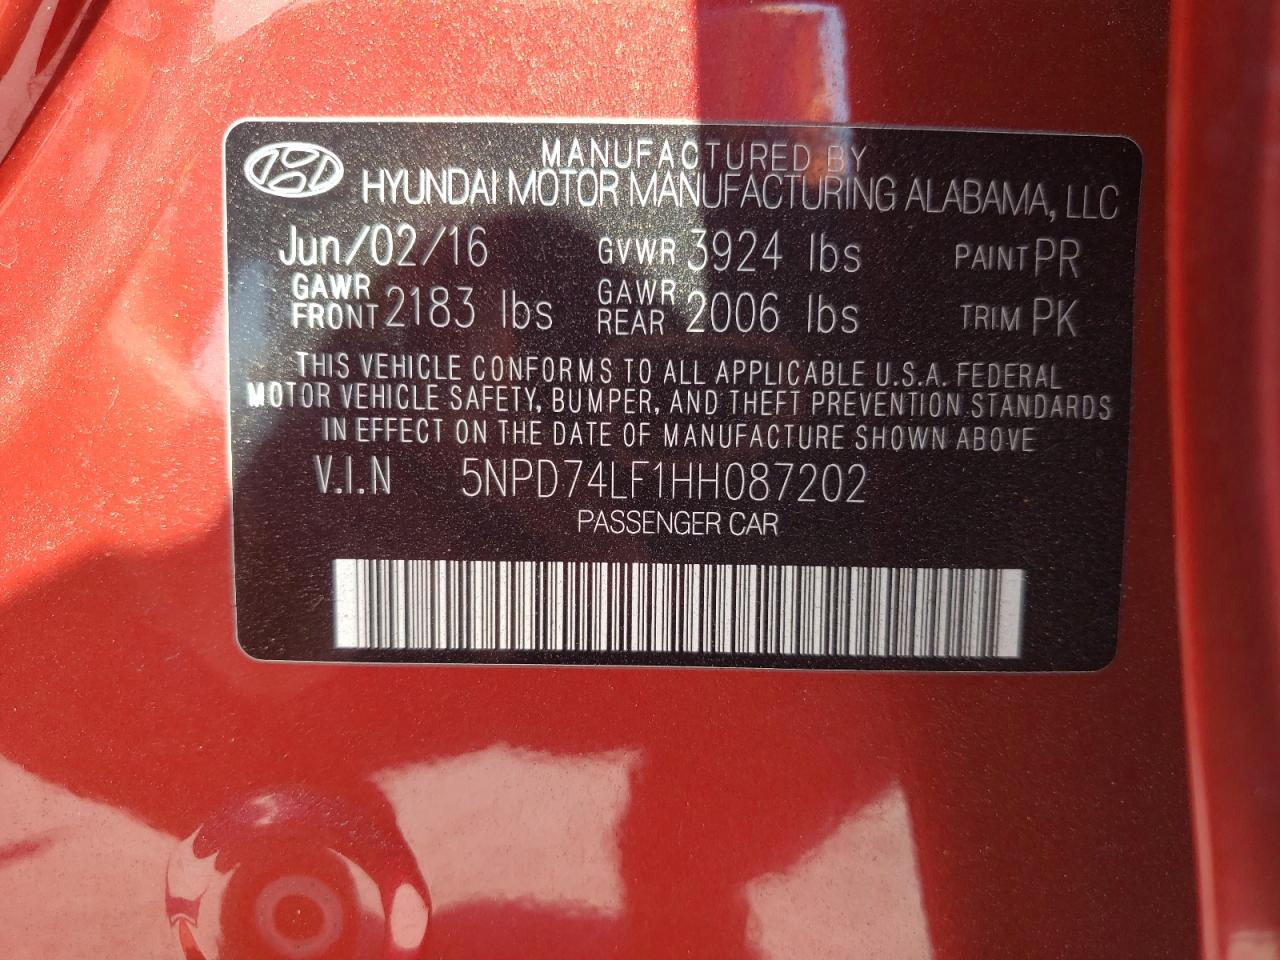 MANUFACTURED BY
HYUNDAI MOTOR MANUFACTURING ALABAMA, LLC
Jun/02/16 GVWR 3924 lbs PAINT PR
GAWR FRONT 2183 lbs GAWR REAR 2006 lbs TRIM PK
THIS VEHICLE CONFORMS TO ALL APPLICABLE U.S.A. FEDERAL
MOTOR VEHICLE SAFETY, BUMPER, AND THEFT PREVENTION STANDARDS
IN EFFECT ON THE DATE OF MANUFACTURE SHOWN ABOVE
V.I.N 5NPD74LF1HH087202
PASSENGER CAR